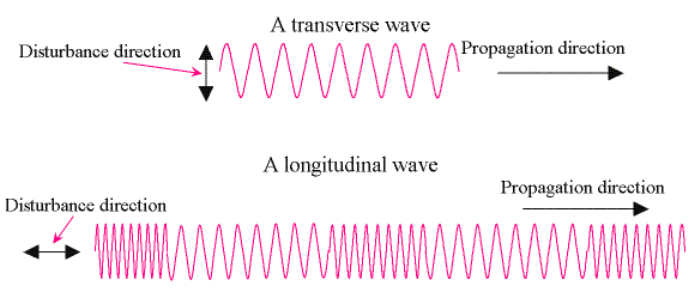 A transverse wave
Disturbance direction
Propagation direction
A longitudinal wave
Propagation direction
Disturbance direction